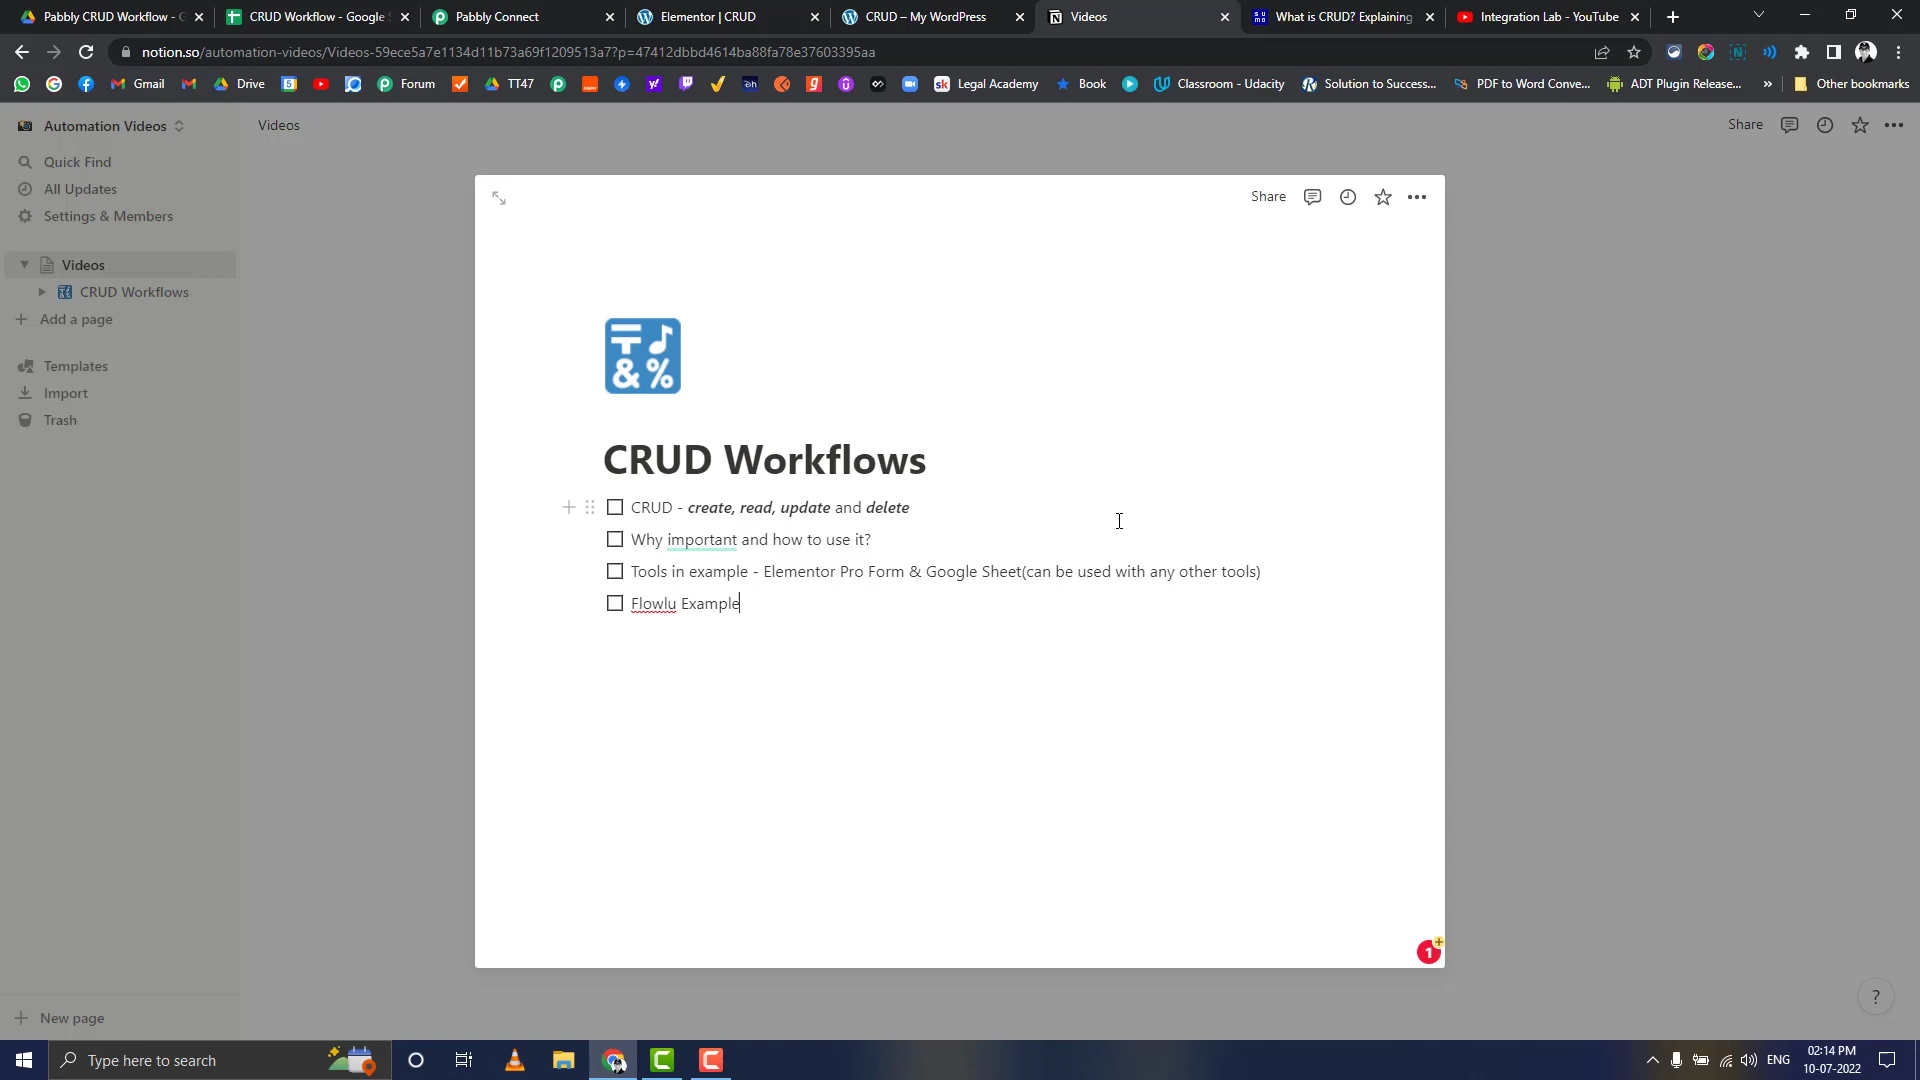 Pabbly CRUD Workflow - G
CRUD Workflow - Google S
Pabbly Connect
Elementor | CRUD
CRUD – My WordPress
Videos
What is CRUD? Explaining
Integration Lab - YouTube
notion.so/automation-videos/Videos-59ece5a7e1134d11b73a69f1209513a7?p=47412dbbd4614ba88fa78e37603395aa
Gmail
Drive
5
Forum
TT47
Legal Academy
Book
Classroom - Udacity
Solution to Success...
PDF to Word Conve...
ADT Plugin Release...
»
Other bookmarks
Automation Videos
Videos
Share
Quick Find
All Updates
Settings & Members
Videos
CRUD Workflows
Add a page
Templates
Import
Trash
New page
Share
CRUD Workflows
CRUD - create, read, update and delete
Why important and how to use it?
Tools in example - Elementor Pro Form & Google Sheet(can be used with any other tools)
Flowlu Example
1
?
Type here to search
ENG
02:14 PM
10-07-2022